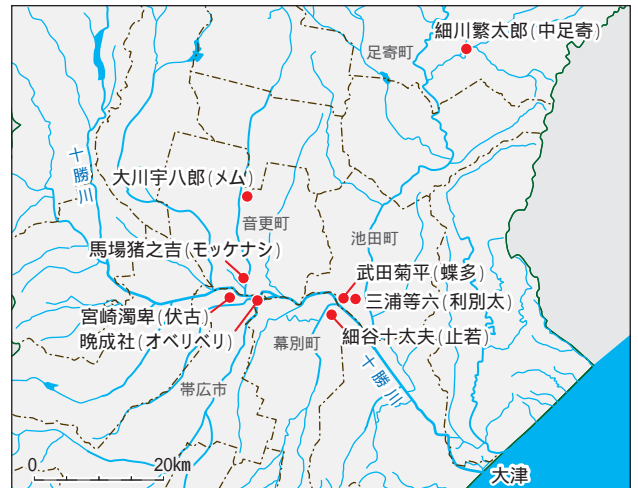 細川繁太郎(中足寄)
足寄町
十勝川
大川宇八郎(メム)
音更町
池田町
馬場猪之吉(モッケナシ)
武田菊平(蝶多)
三浦等六(利別太)
宮崎濁卑(伏古)
晩成社(オベリベリ)
細谷十太夫(止若)
幕別町
十勝川
帯広市
0 20km
大津